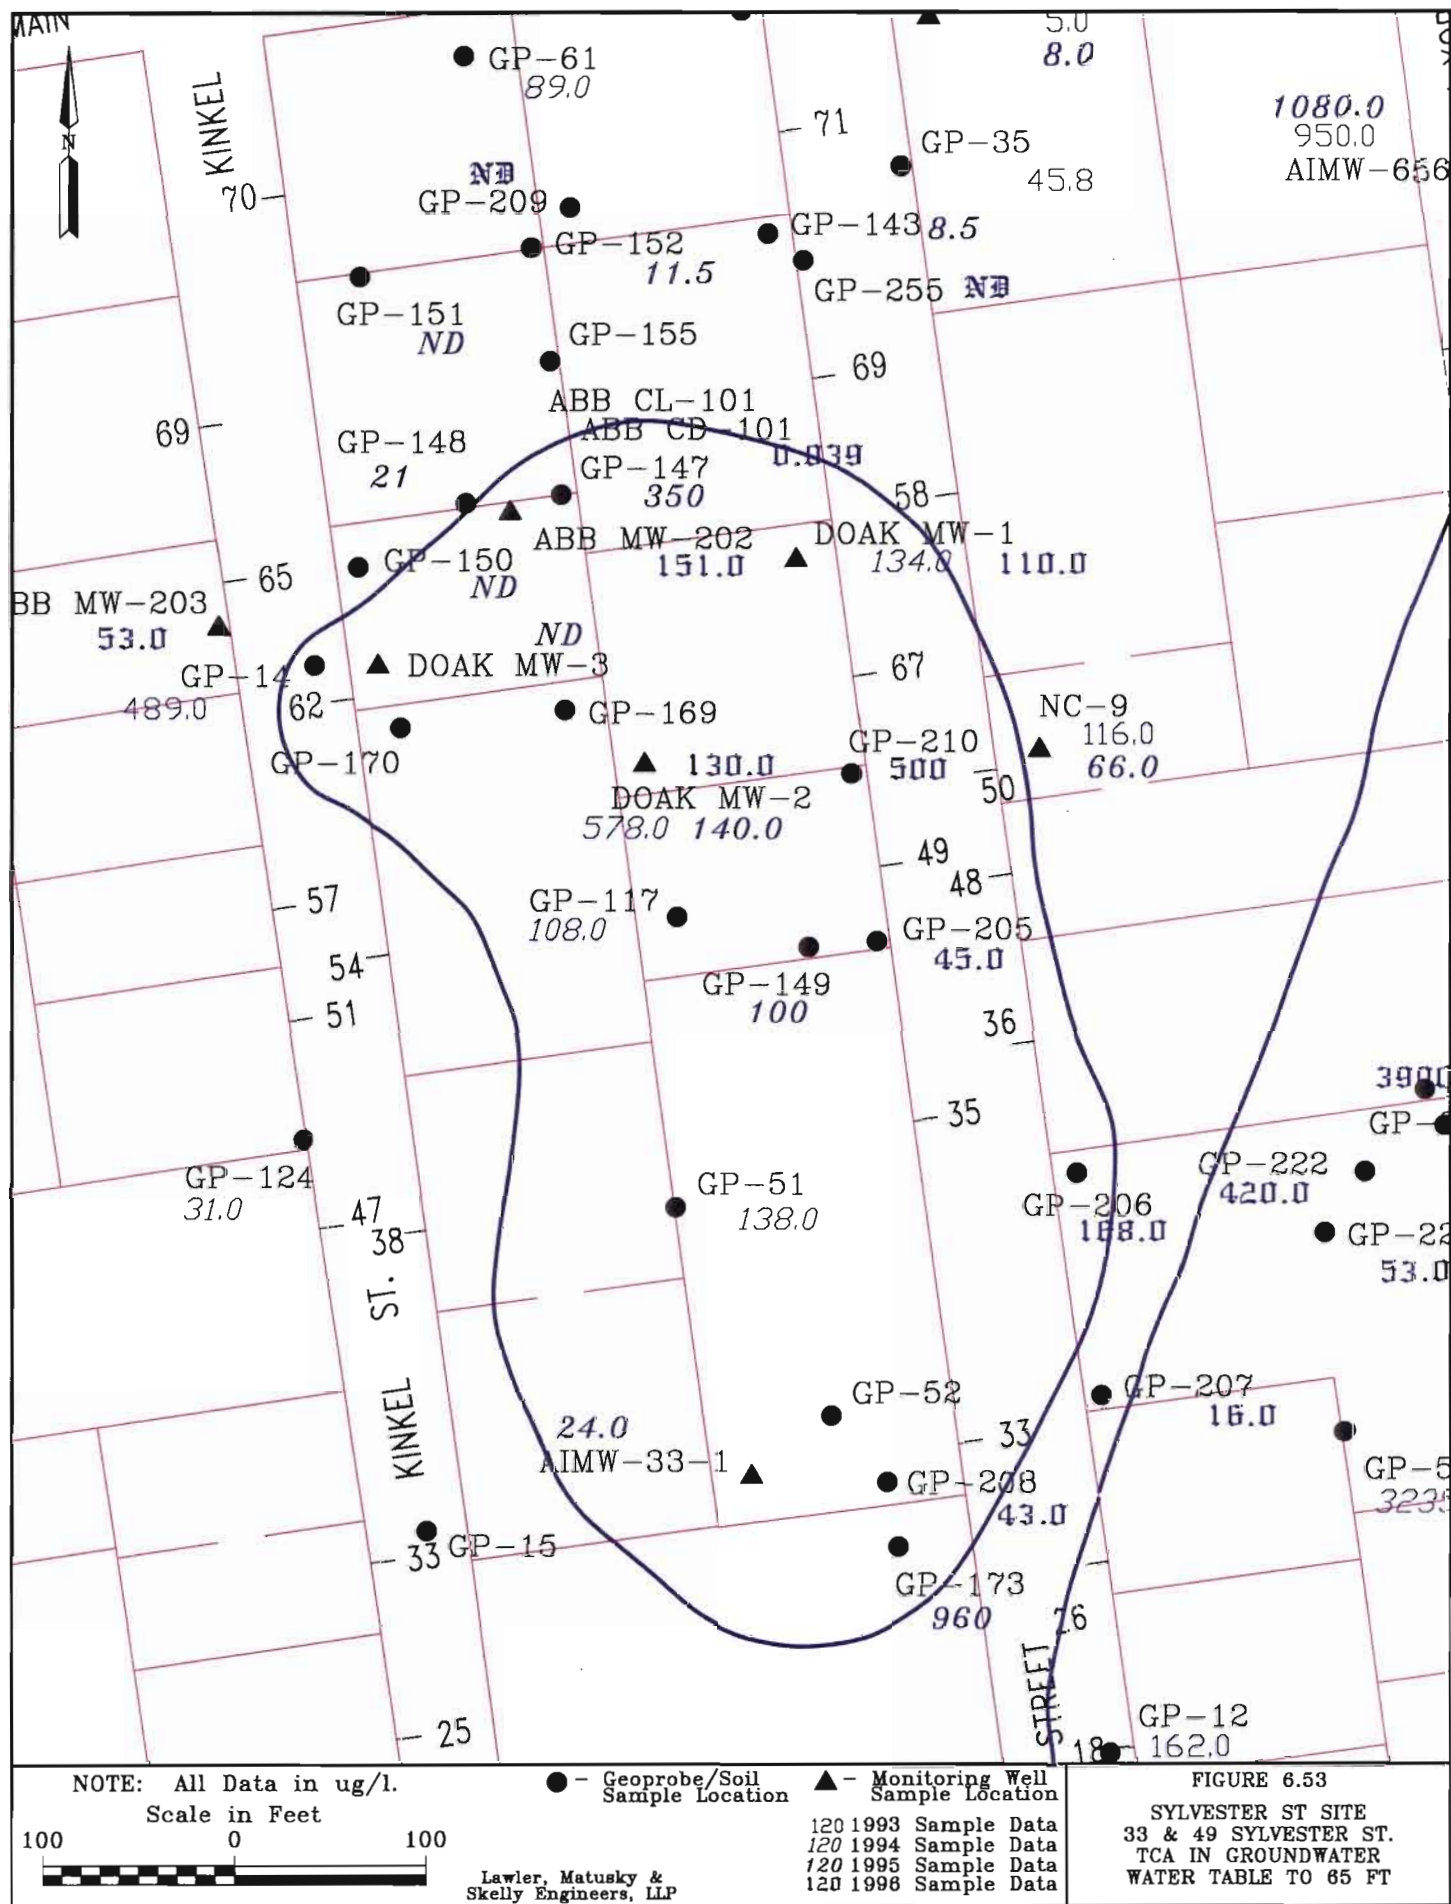 MAIN
KINKEL
GP-61
89.0
5.0
8.0
71
1080.0
950.0
AIMW-656
GP-35
45.8
70
ND
GP-209
GP-152
11.5
GP-143 8.5
GP-255 ND
GP-151
ND
GP-155
69
ABB CL-101
ABB CD-101
0.039
69
GP-148
21
GP-147
350
58
ABB MW-202
151.0
DOAK MW-1
134.0
110.0
GP-150
ND
65
BB MW-203
53.0
GP-14
489.0
ND
DOAK MW-3
67
62
GP-169
NC-9
116.0
66.0
GP-170
GP-210
500
50
130.0
DOAK MW-2
578.0 140.0
49
48
57
GP-117
108.0
GP-205
45.0
54
GP-149
100
51
36
3900
GP-
35
GP-124
31.0
GP-222
420.0
GP-51
138.0
GP-206
168.0
GP-22
53.0
47
38
KINKEL ST.
GP-52
GP-207
16.0
24.0
AIMW-33-1
33
GP-208
43.0
GP-5
323
GP-15
33
GP-173
960
26
STREET
25
GP-12
162.0
18
NOTE: All Data in ug/l.
Scale in Feet
100 0 100
Lawler, Matusky &
Skelly Engineers, LLP
- Geoprobe/Soil
Sample Location
- Monitoring Well
Sample Location
120 1993 Sample Data
120 1994 Sample Data
120 1995 Sample Data
120 1996 Sample Data
FIGURE 6.53
SYLVESTER ST SITE
33 & 49 SYLVESTER ST.
TCA IN GROUNDWATER
WATER TABLE TO 65 FT
N